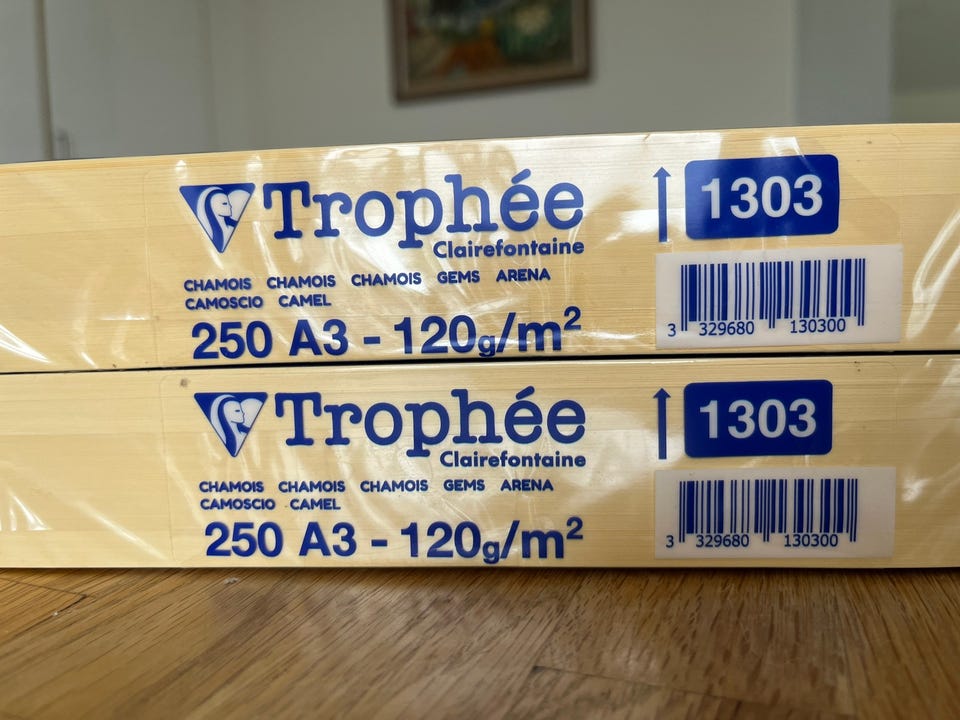 Trophée
Clairefontaine
CHAMOIS CHAMOIS CHAMOIS GEMS ARENA
CAMOSCIO CAMEL
250 A3 - 120g/m²
1303
3 329680 130300
Trophée
Clairefontaine
CHAMOIS CHAMOIS CHAMOIS GEMS ARENA
CAMOSCIO CAMEL
250 A3 - 120g/m²
1303
3 329680 130300